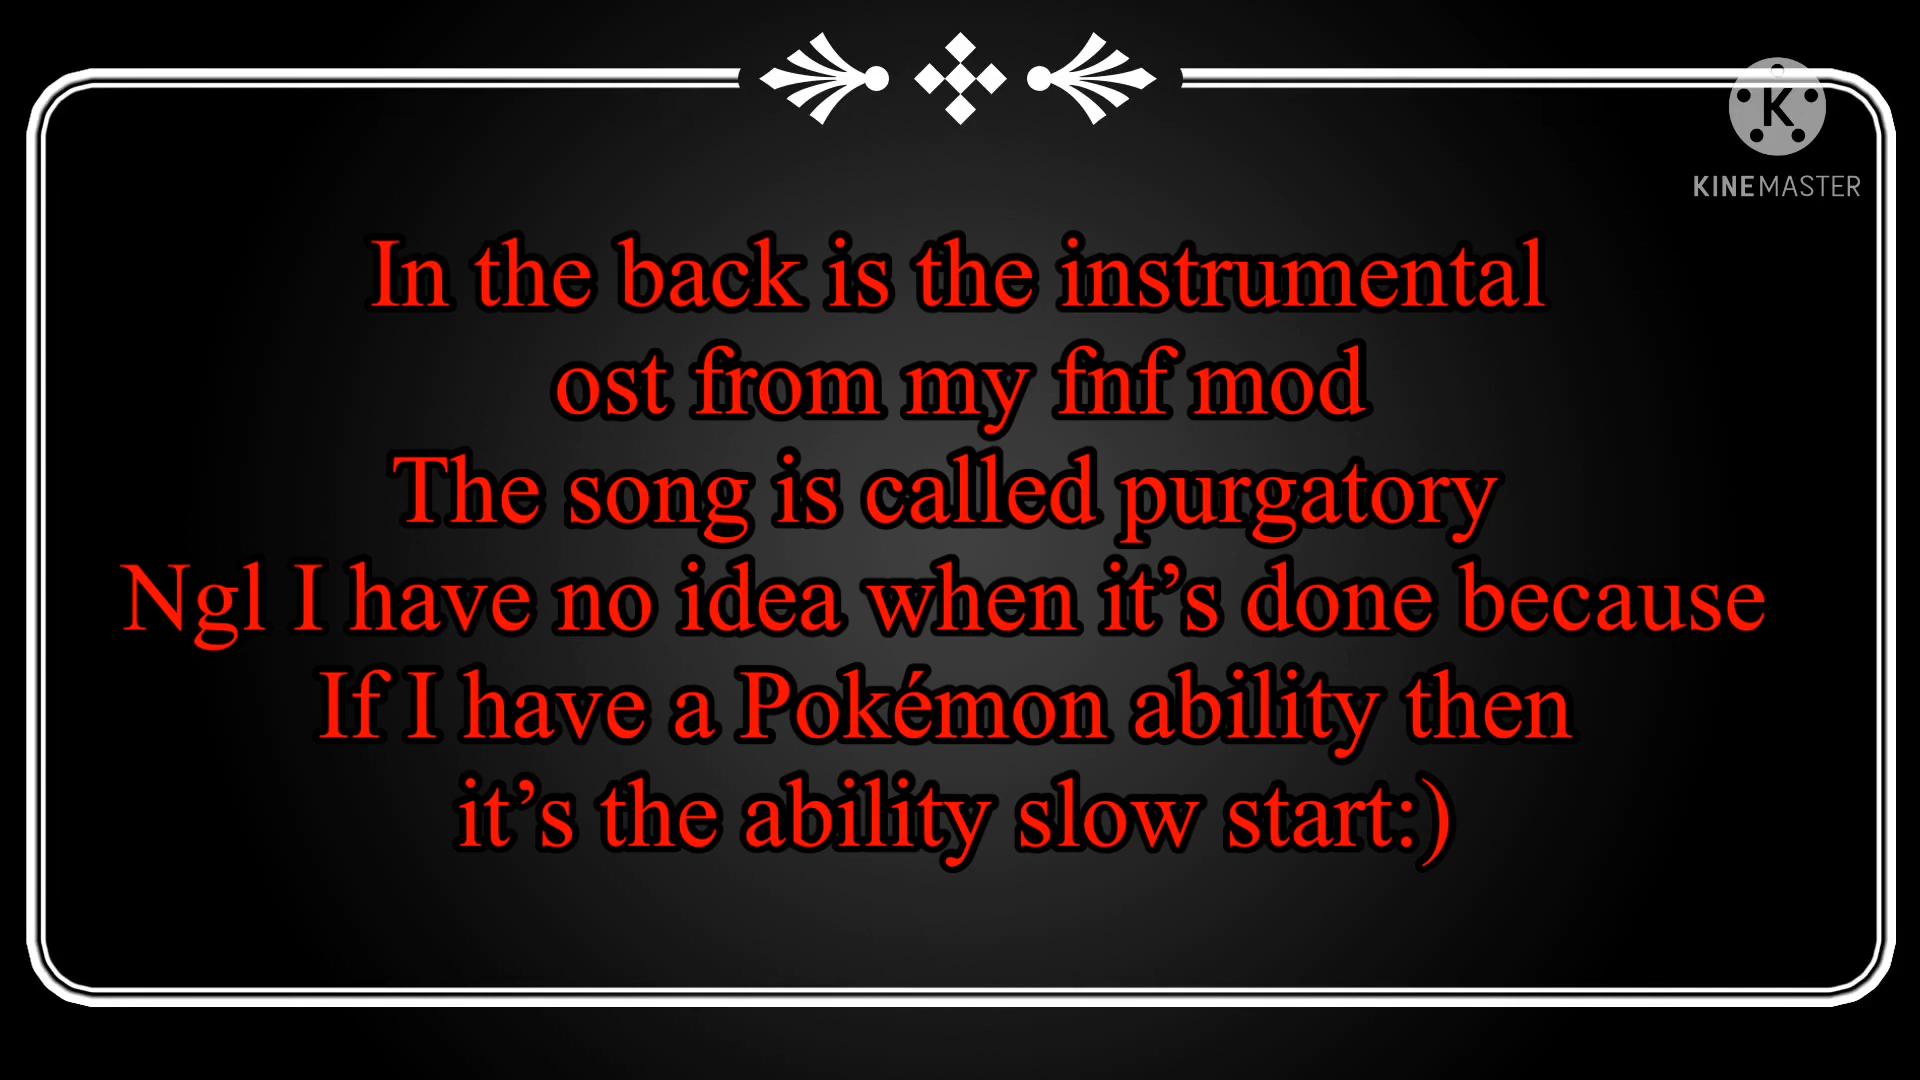 K
KINEMASTER
In the back is the instrumental
ost from my fnf mod
The song is called purgatory
Ngl I have no idea when it’s done because
If I have a Pokémon ability then
it’s the ability slow start:)